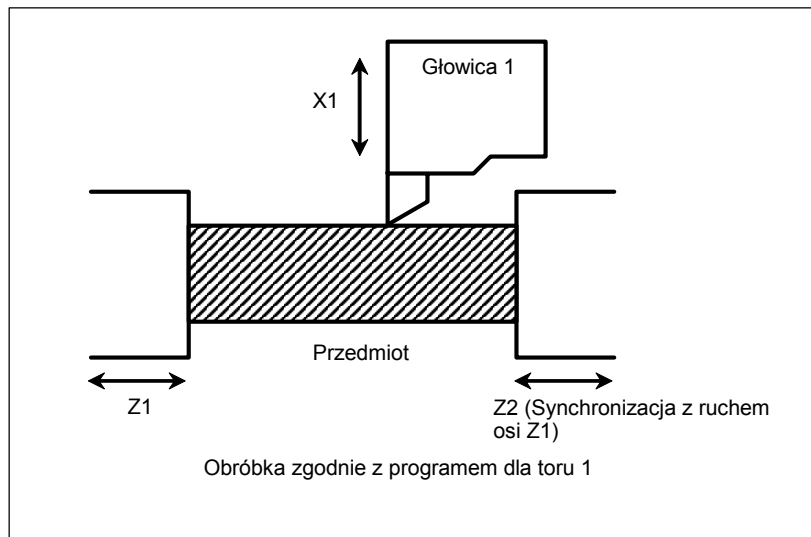 Głowica 1
X1
Przedmiot
Z1
Z2 (Synchronizacja z ruchem
osi Z1)
Obróbka zgodnie z programem dla toru 1